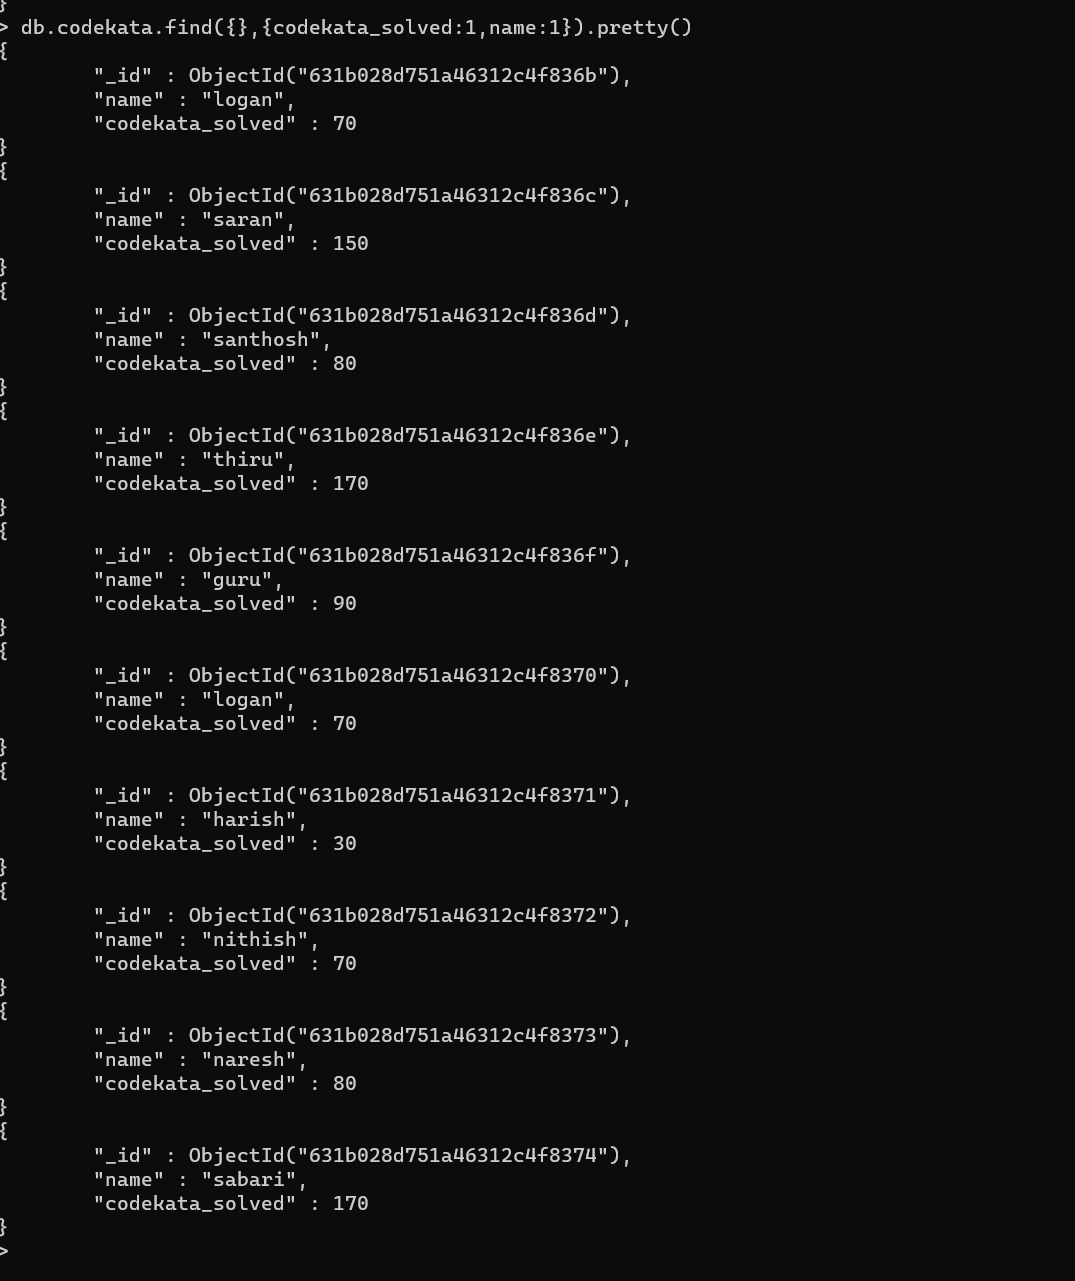 }
> db.codekata.find({},{codekata_solved:1,name:1}).pretty()
{
        "_id" : ObjectId("631b028d751a46312c4f836b"),
        "name" : "logan",
        "codekata_solved" : 70
}
{
        "_id" : ObjectId("631b028d751a46312c4f836c"),
        "name" : "saran",
        "codekata_solved" : 150
}
{
        "_id" : ObjectId("631b028d751a46312c4f836d"),
        "name" : "santhosh",
        "codekata_solved" : 80
}
{
        "_id" : ObjectId("631b028d751a46312c4f836e"),
        "name" : "thiru",
        "codekata_solved" : 170
}
{
        "_id" : ObjectId("631b028d751a46312c4f836f"),
        "name" : "guru",
        "codekata_solved" : 90
}
{
        "_id" : ObjectId("631b028d751a46312c4f8370"),
        "name" : "logan",
        "codekata_solved" : 70
}
{
        "_id" : ObjectId("631b028d751a46312c4f8371"),
        "name" : "harish",
        "codekata_solved" : 30
}
{
        "_id" : ObjectId("631b028d751a46312c4f8372"),
        "name" : "nithish",
        "codekata_solved" : 70
}
{
        "_id" : ObjectId("631b028d751a46312c4f8373"),
        "name" : "naresh",
        "codekata_solved" : 80
}
{
        "_id" : ObjectId("631b028d751a46312c4f8374"),
        "name" : "sabari",
        "codekata_solved" : 170
}
>